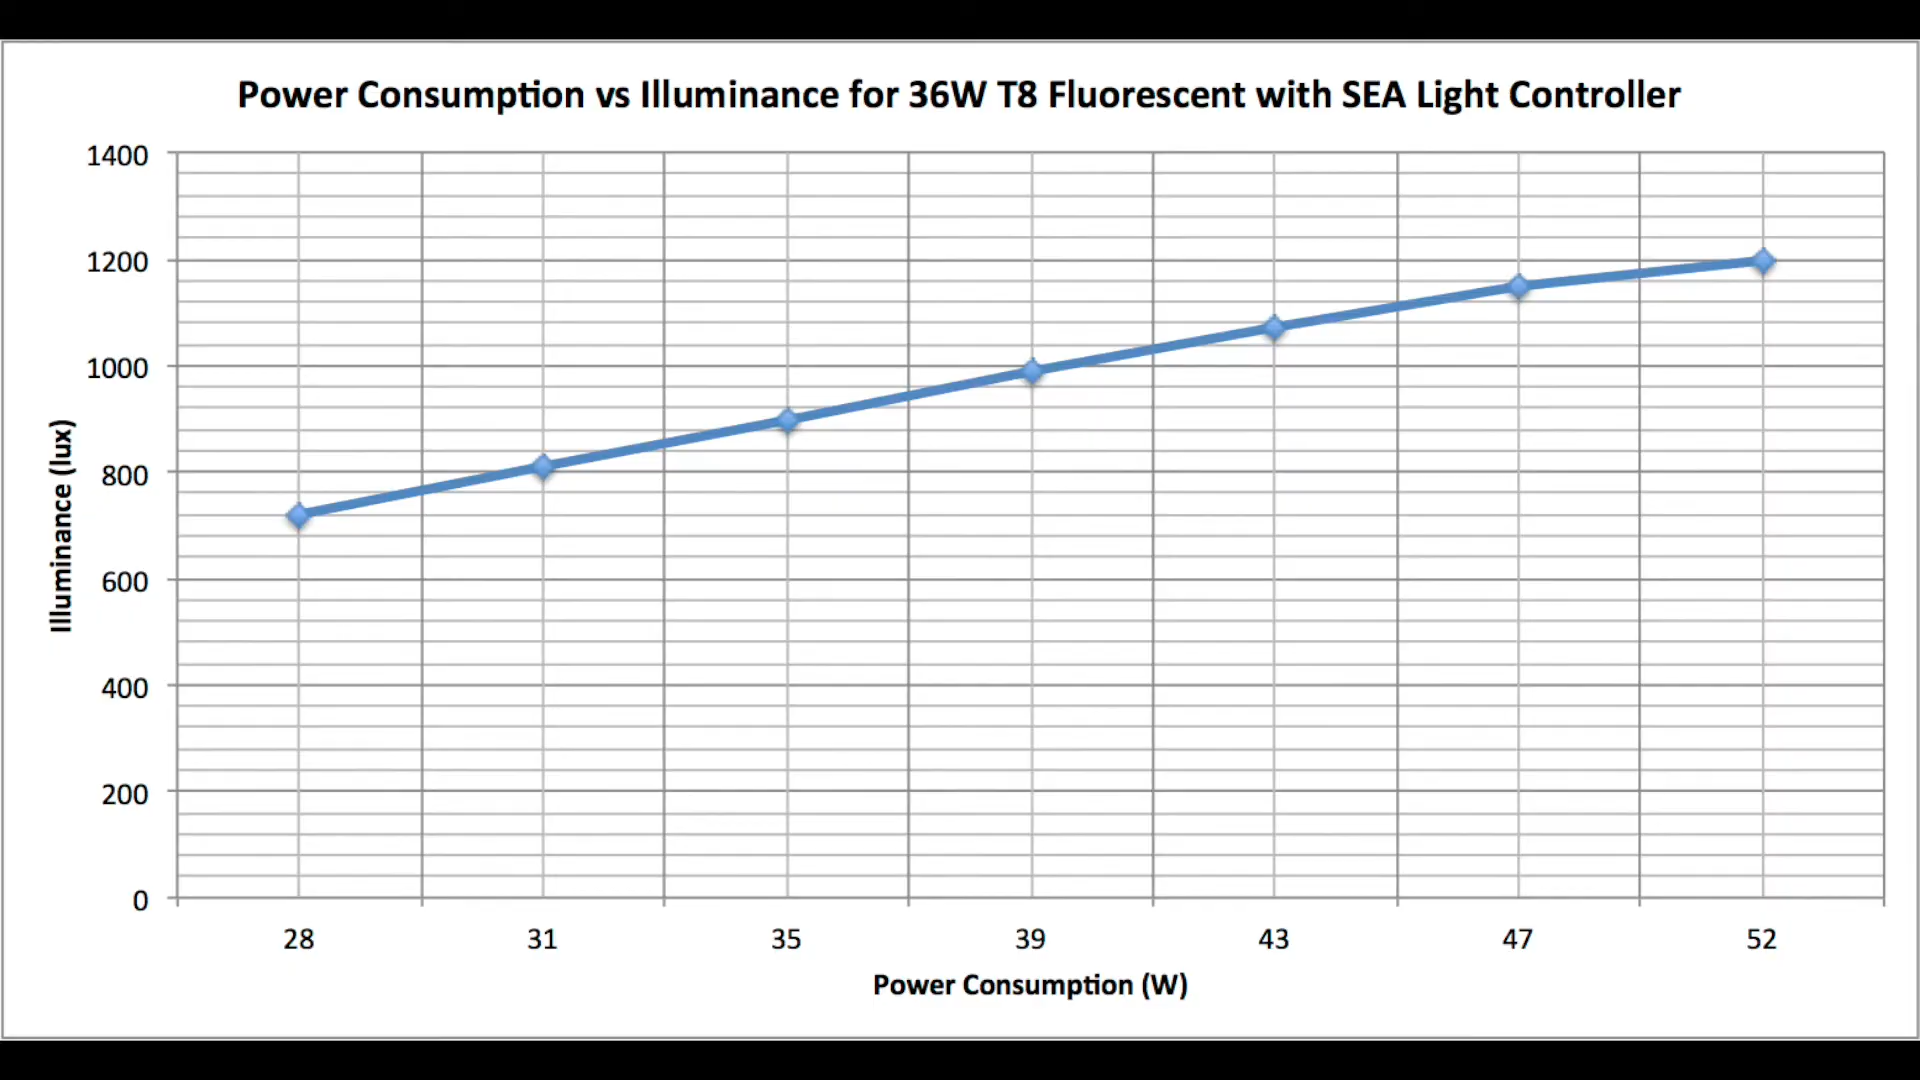 Power Consumption vs Illuminance for 36W T8 Fluorescent with SEA Light Controller
1400
1200
1000
800
600
400
200
0
Illuminance (lux)
28 31 35 39 43 47 52
Power Consumption (W)